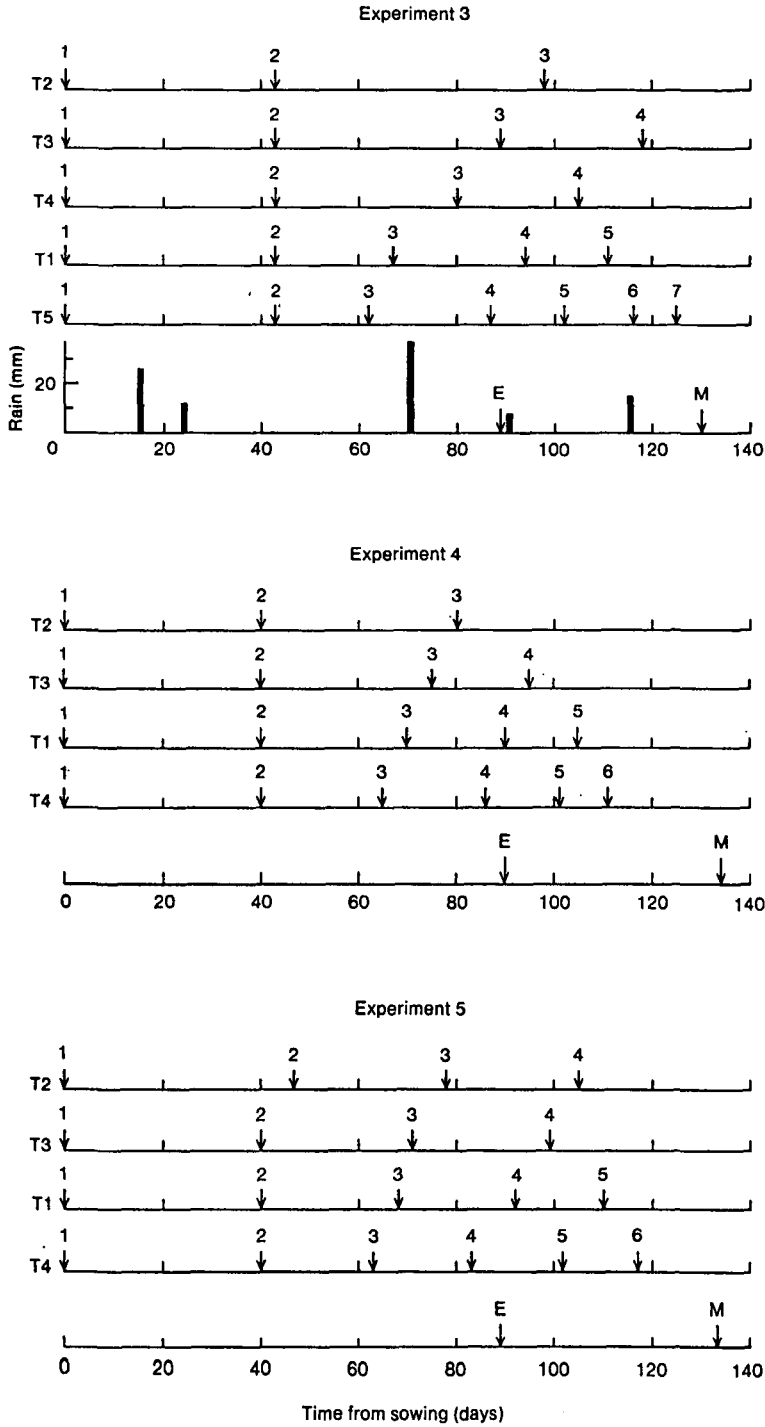 Experiment 3
1 2 3
T2
1 2 3 4
T3
1 2 3 4
T4
1 2 3 4 5
T1
1 2 3 4 5 6 7
T5
Rain (mm)
20
E M
0 20 40 60 80 100 120 140
Experiment 4
1 2 3
T2
1 2 3 4
T3
1 2 3 4 5
T1
1 2 3 4 5 6
T4
E M
0 20 40 60 80 100 120 140
Experiment 5
1 2 3 4
T2
1 2 3 4
T3
1 2 3 4 5
T1
1 2 3 4 5 6
T4
E M
0 20 40 60 80 100 120 140
Time from sowing (days)